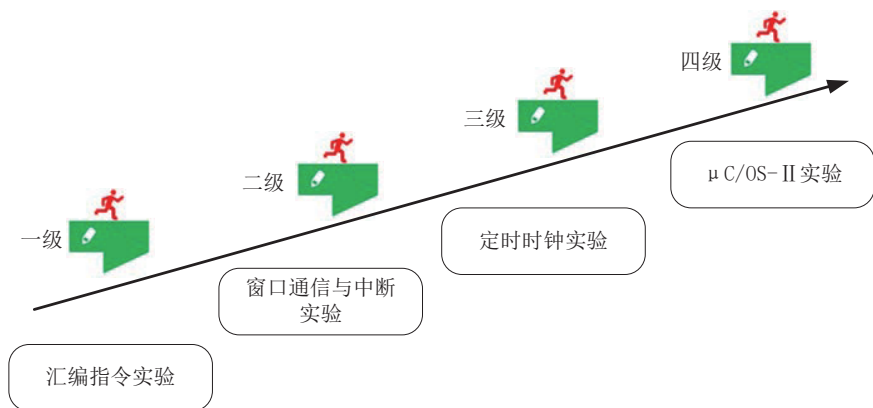 四级
三级
μC/OS-II实验
二级
定时时钟实验
一级
窗口通信与中断
实验
汇编指令实验